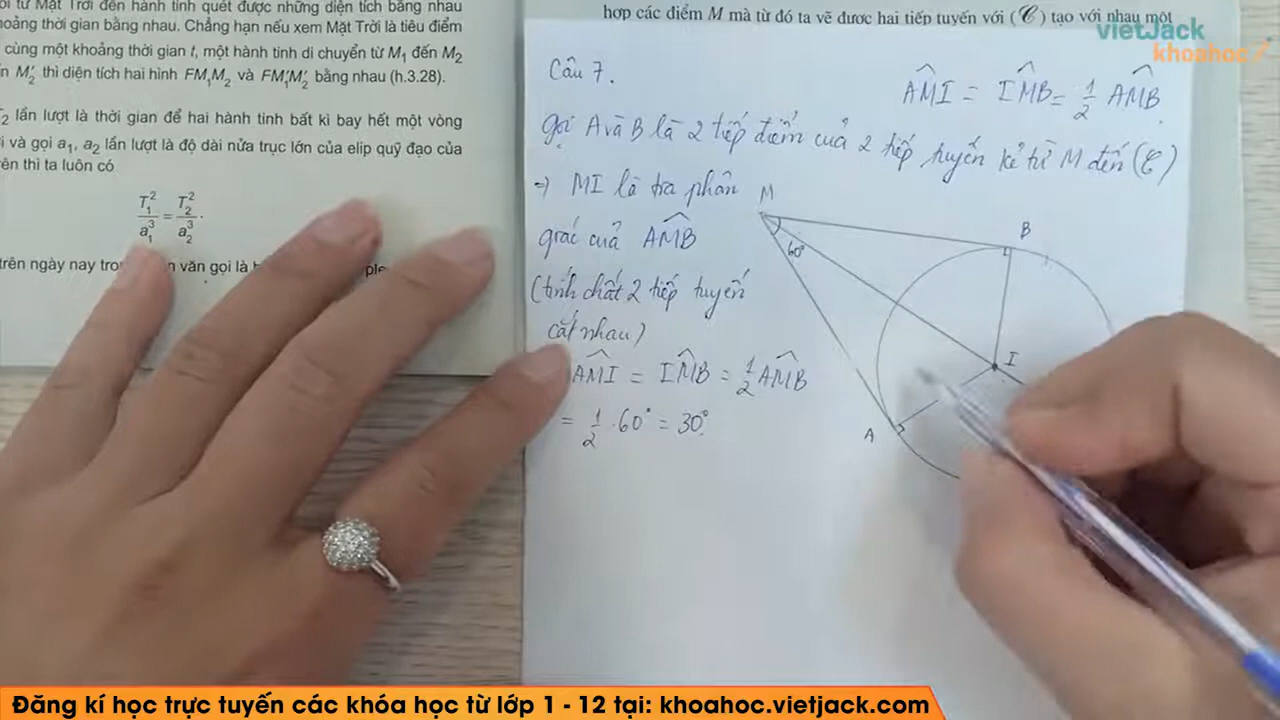 từ Mặt Trời đến hành tinh quét được những diện tích bằng nhau
khoảng thời gian bằng nhau. Chẳng hạn nếu xem Mặt Trời là tiêu điểm
cùng một khoảng thời gian t, một hành tinh di chuyển từ M₁ đến M₂
M₂′ thì diện tích hai hình FM₁M₂ và FM₁′M₂′ bằng nhau (h.3.28).
₂ lần lượt là thời gian để hai hành tinh bất kì bay hết một vòng
và gọi a₁, a₂ lần lượt là độ dài nửa trục lớn của elip quỹ đạo của
trên thì ta luôn có
T₁²/a₁³ = T₂²/a₂³.
trên ngày nay văn gọi là ple
hợp các điểm M mà từ đó ta vẽ được hai tiếp tuyến với (𝒞) tạo với nhau một
vietJack
khoahoc
Câu 7.
AMI^ = IMB^ = 1/2 AMB^
gọi A và B là 2 tiếp điểm của 2 tiếp tuyến kẻ từ M đến (𝒞)
=> MI là tia phân
giác của AMB^
(tính chất 2 tiếp tuyến
cắt nhau)
AMI^ = IMB^ = 1/2 AMB^
= 1/2 . 60° = 30°.
M
B
60°
I
A
Đăng kí học trực tuyến các khóa học từ lớp 1 - 12 tại: khoahoc.vietjack.com